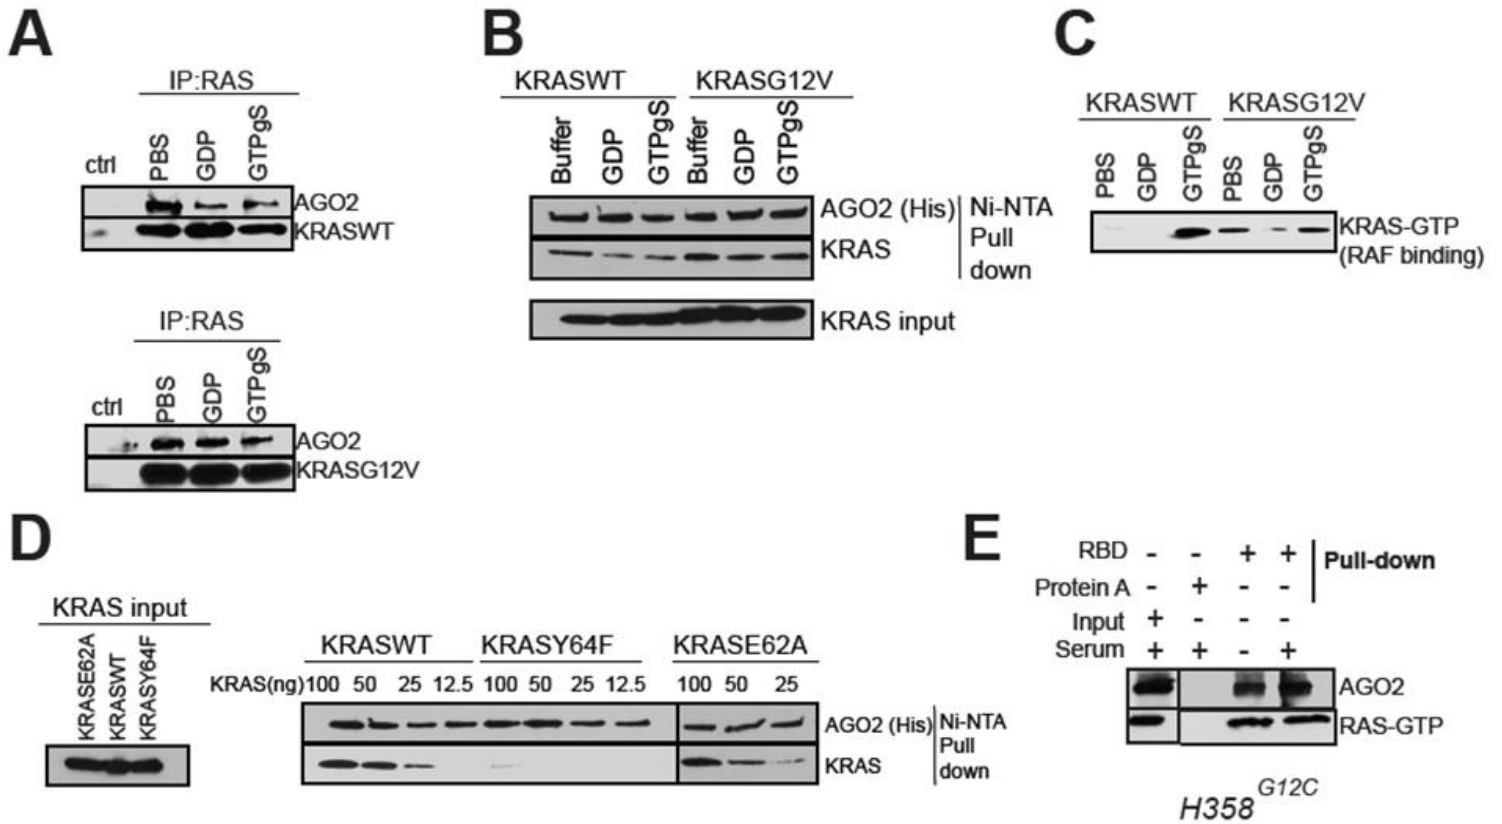 A
IP:RAS
ctrl PBS GDP GTPgS
AGO2
KRASWT
IP:RAS
ctrl PBS GDP GTPgS
AGO2
KRASG12V
B
KRASWT KRASG12V
Buffer GDP GTPgS Buffer GDP GTPgS
AGO2 (His) Ni-NTA
Pull
KRAS down
KRAS input
C
KRASWT KRASG12V
PBS GDP GTPgS PBS GDP GTPgS
KRAS-GTP
(RAF binding)
D
KRAS input
KRASE62A KRASWT KRASY64F
KRASWT KRASY64F KRASE62A
KRAS(ng) 100 50 25 12.5 100 50 25 12.5 100 50 25
AGO2 (His) Ni-NTA
Pull
KRAS down
E
RBD - - + + Pull-down
Protein A - + - -
Input + - - -
Serum + + - +
AGO2
RAS-GTP
H358 G12C